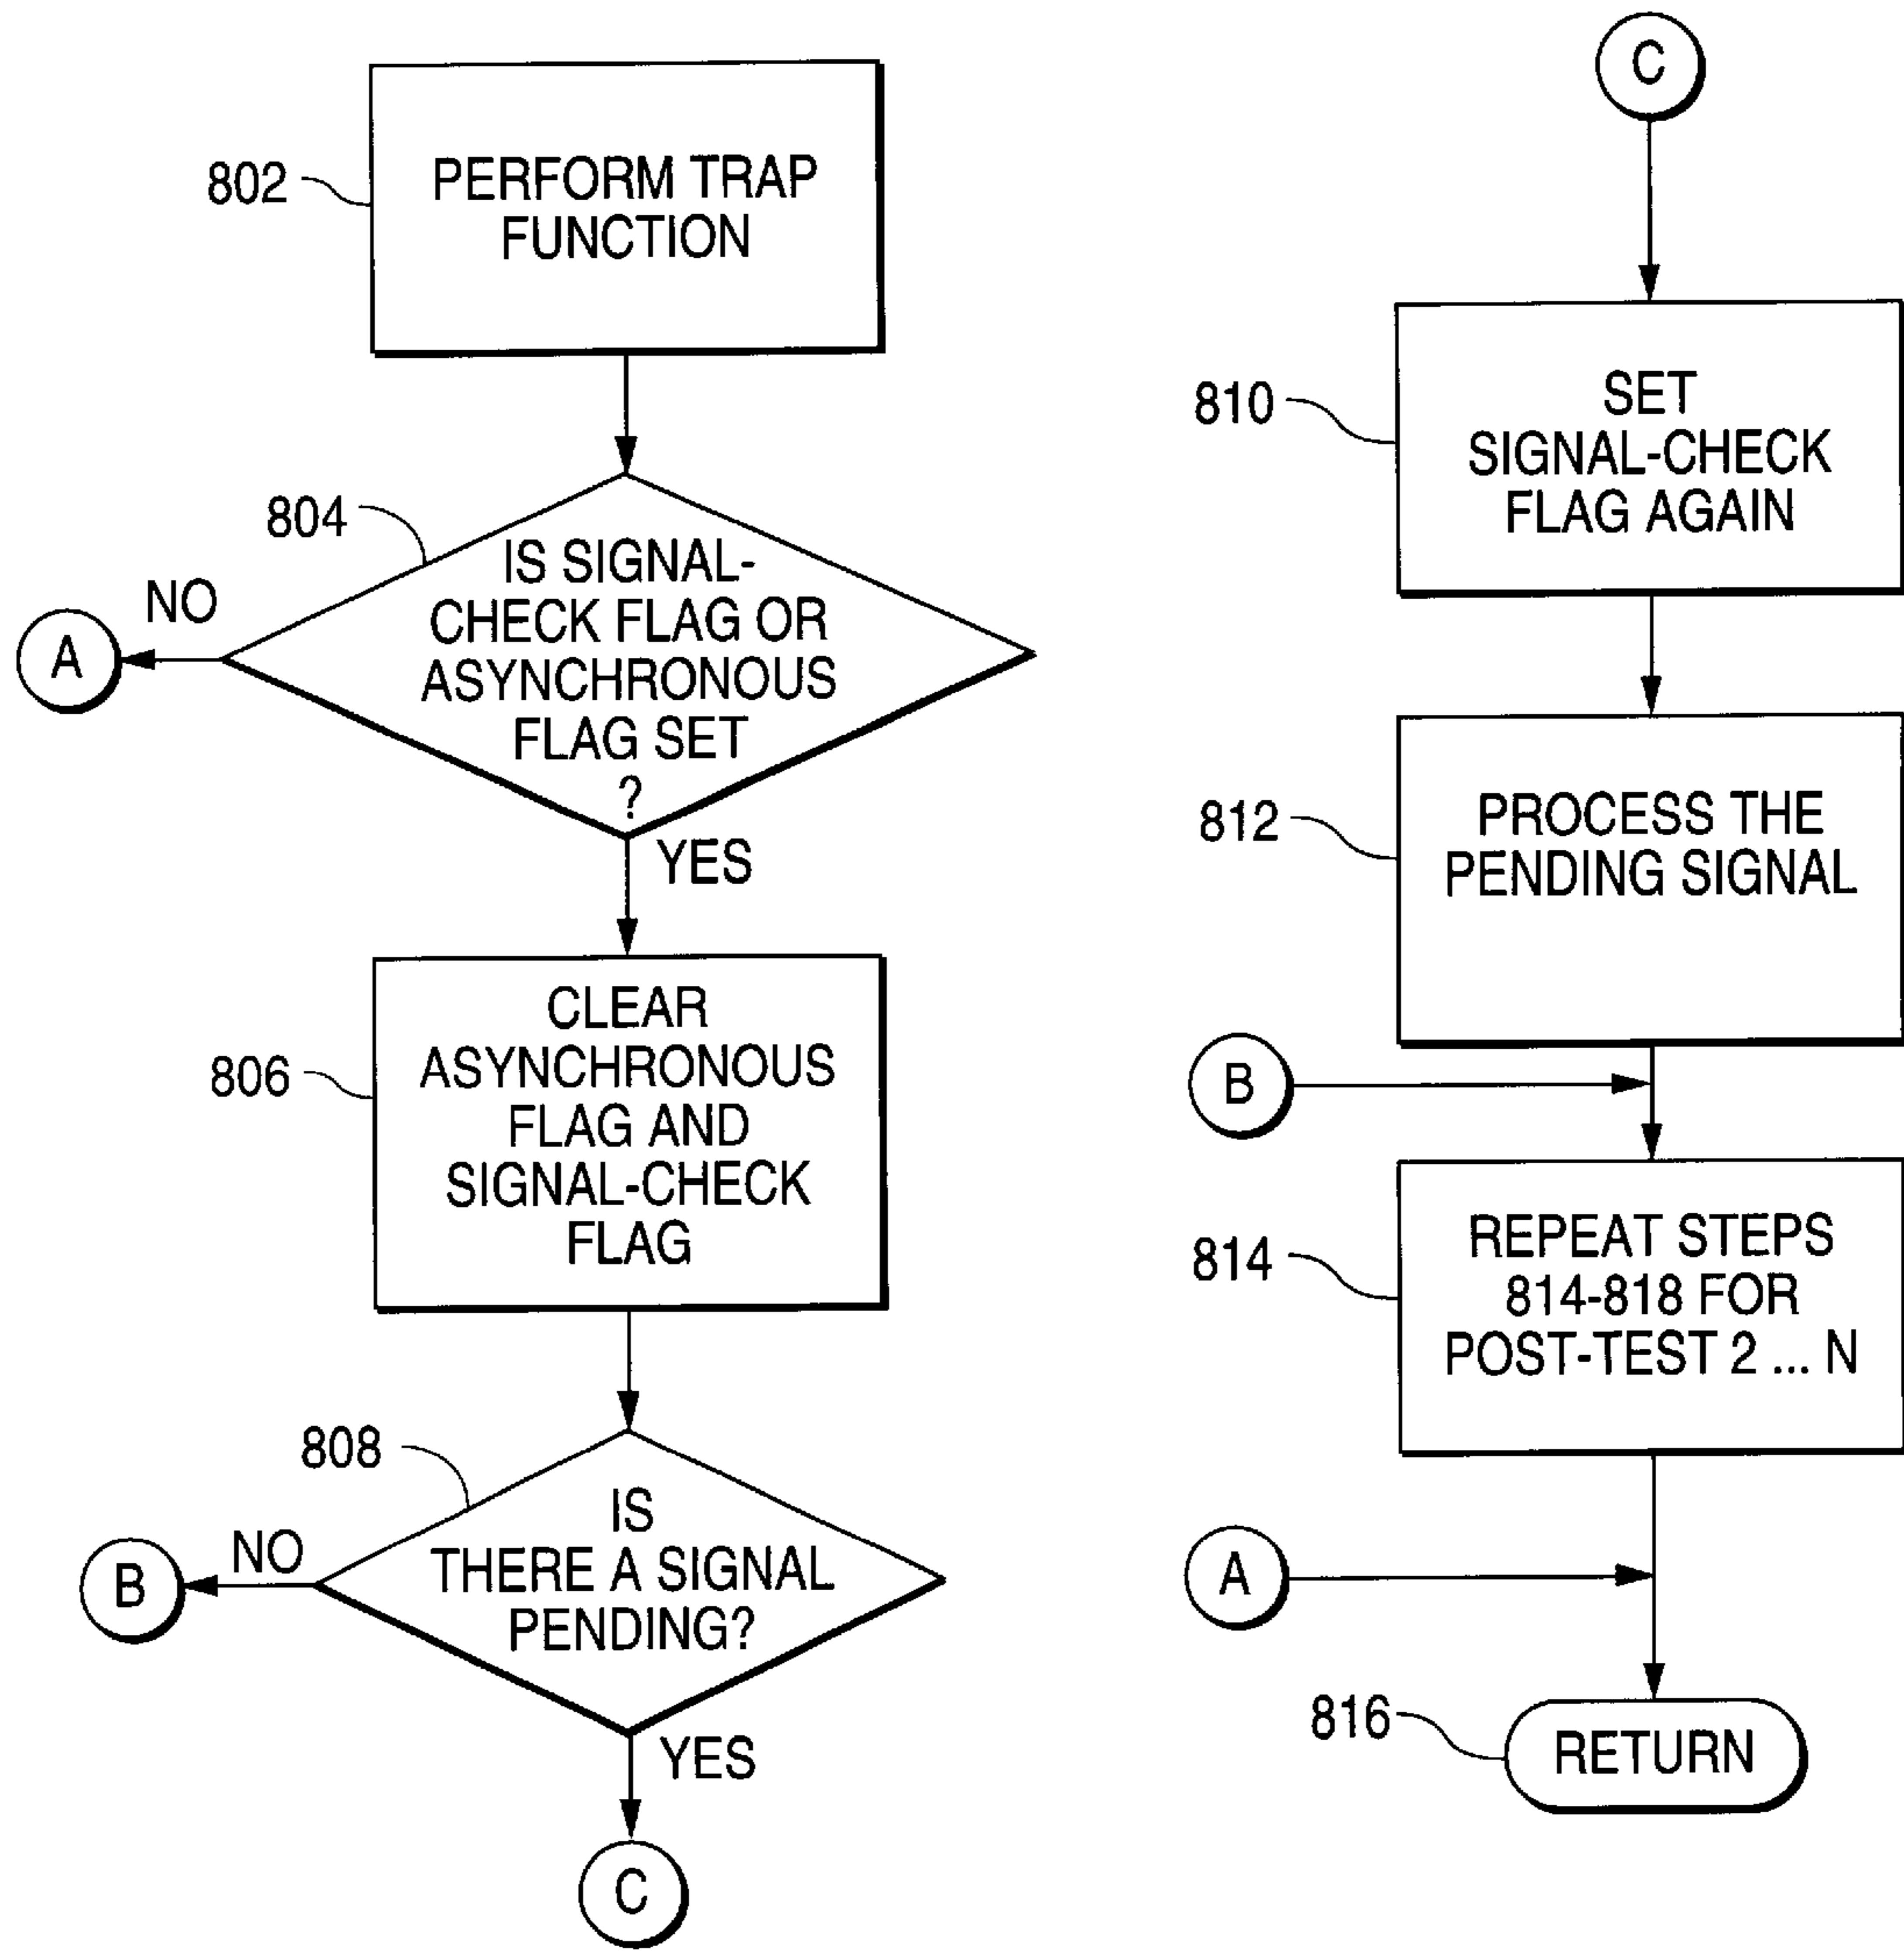 802
PERFORM TRAP
FUNCTION
804
IS SIGNAL-
CHECK FLAG OR
ASYNCHRONOUS
FLAG SET
?
NO
A
YES
806
CLEAR
ASYNCHRONOUS
FLAG AND
SIGNAL-CHECK
FLAG
808
IS
THERE A SIGNAL
PENDING?
NO
B
YES
C
C
810
SET
SIGNAL-CHECK
FLAG AGAIN
812
PROCESS THE
PENDING SIGNAL
B
814
REPEAT STEPS
814-818 FOR
POST-TEST 2 ... N
A
816
RETURN